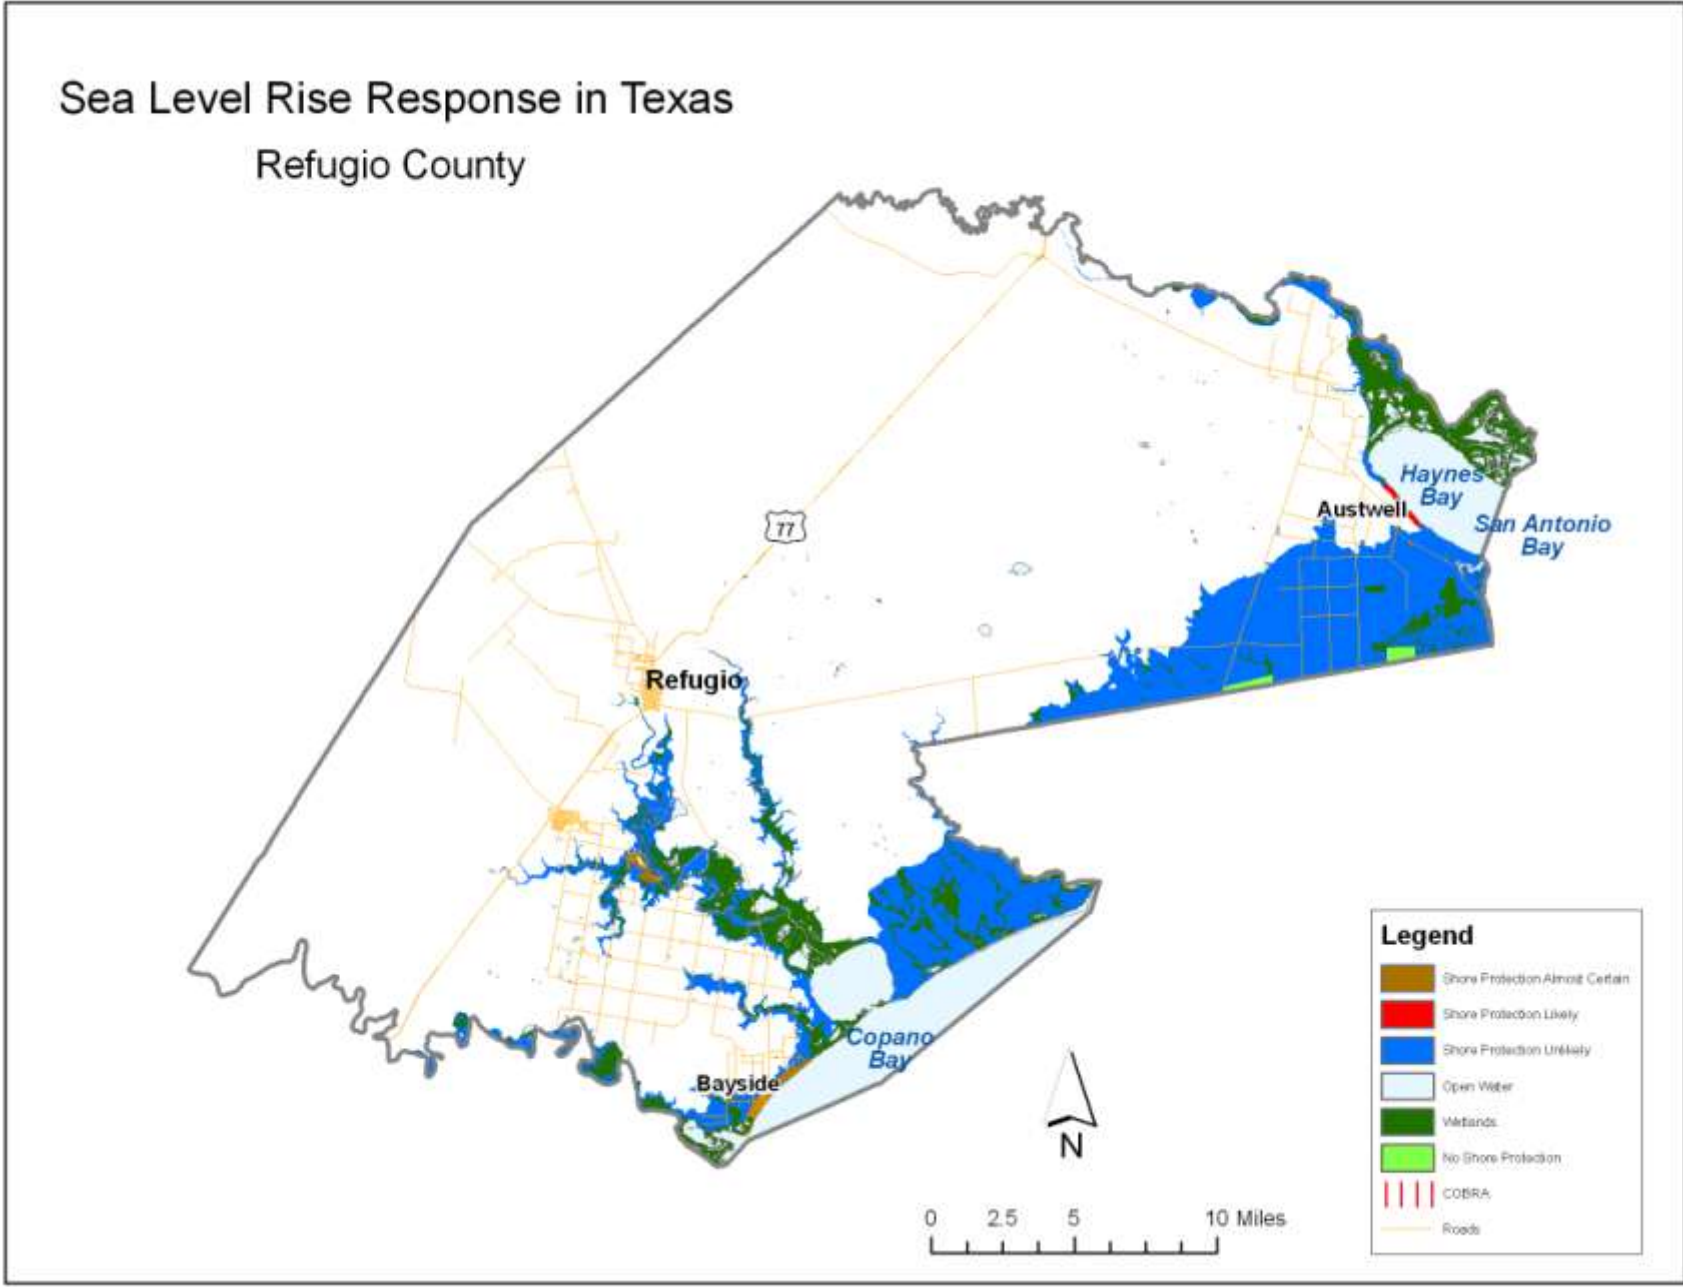 Sea Level Rise Response in Texas
Refugio County
Haynes
Bay
Austwell
San Antonio
Bay
77
Refugio
Copano
Bay
Bayside
N
0 2.5 5 10 Miles
Legend
Shore Protection Almost Certain
Shore Protection Likely
Shore Protection Unlikely
Open Water
Wetlands
No Shore Protection
COBRA
Roads